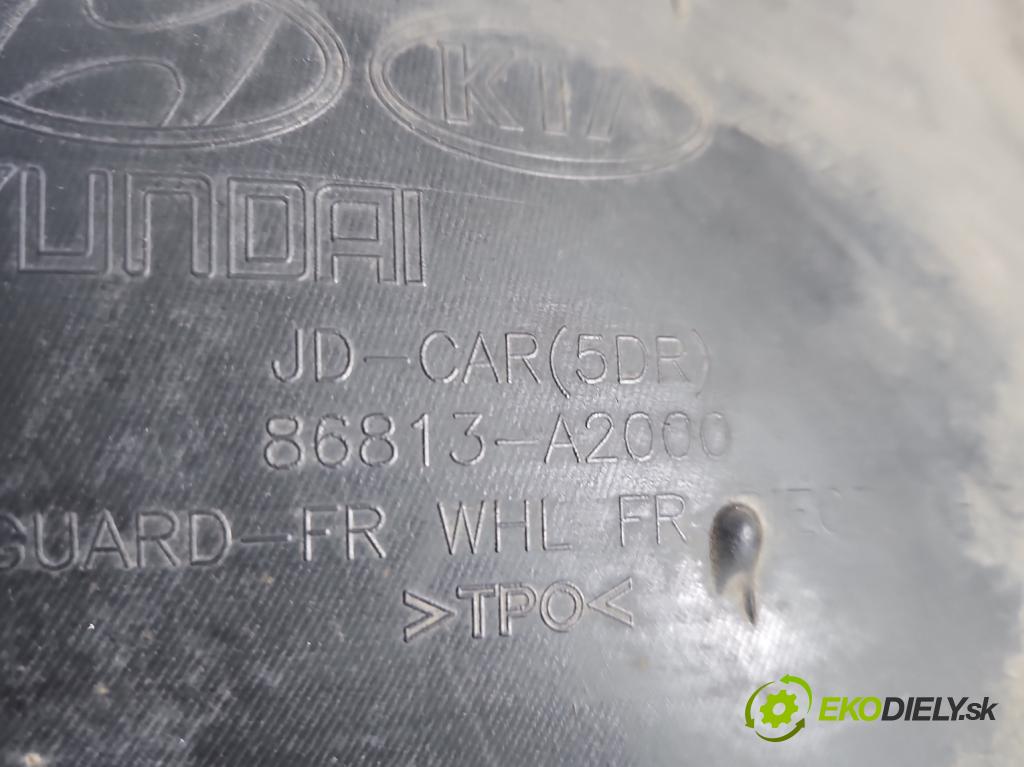 KIA
YUNDAI
JD-CAR(5DR)
86813-A2000
GUARD-FR WHL FR
>TPO<
EKODIELY.sk